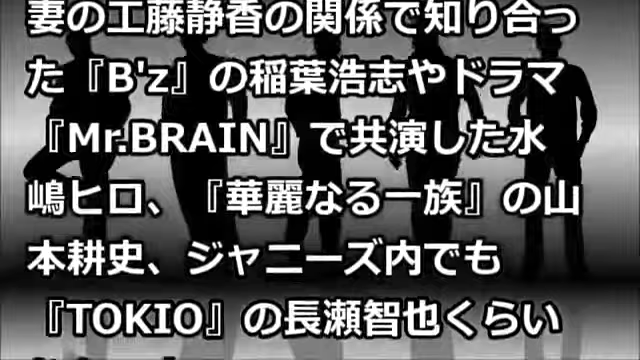 妻の工藤静香の関係で知り合っ
た『B'z』の稲葉浩志やドラマ
『Mr.BRAIN』で共演した水
嶋ヒロ、『華麗なる一族』の山
本耕史、ジャニーズ内でも
『TOKIO』の長瀬智也くらい